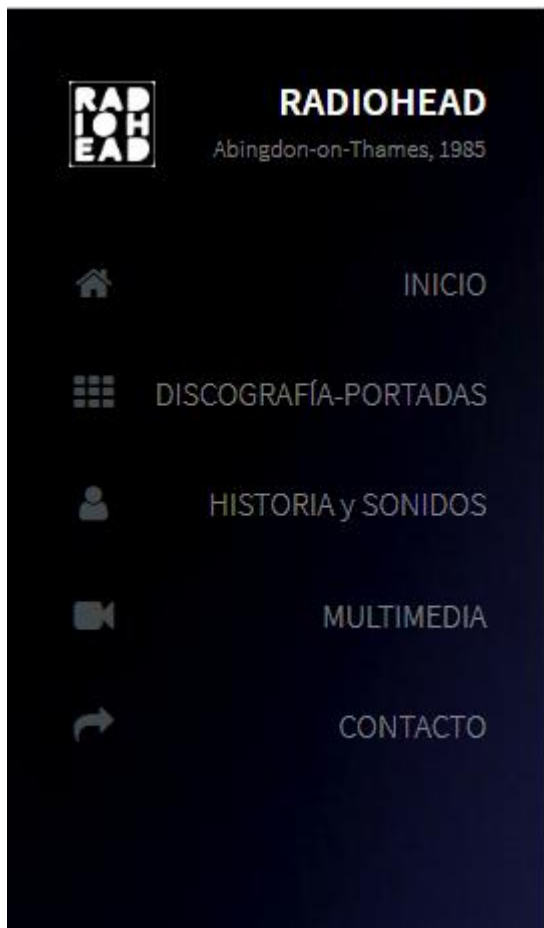 RAD
IOH
EAD
RADIOHEAD
Abingdon-on-Thames, 1985
INICIO
DISCOGRAFÍA-PORTADAS
HISTORIA y SONIDOS
MULTIMEDIA
CONTACTO